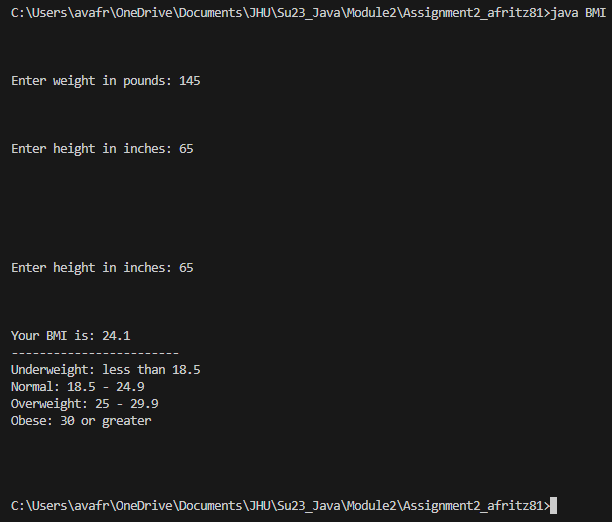 C:\Users\avafr\OneDrive\Documents\JHU\Su23_Java\Module2\Assignment2_afritz81>java BMI
Enter weight in pounds: 145
Enter height in inches: 65
Enter height in inches: 65
Your BMI is: 24.1
------------------------
Underweight: less than 18.5
Normal: 18.5 - 24.9
Overweight: 25 - 29.9
Obese: 30 or greater
C:\Users\avafr\OneDrive\Documents\JHU\Su23_Java\Module2\Assignment2_afritz81>